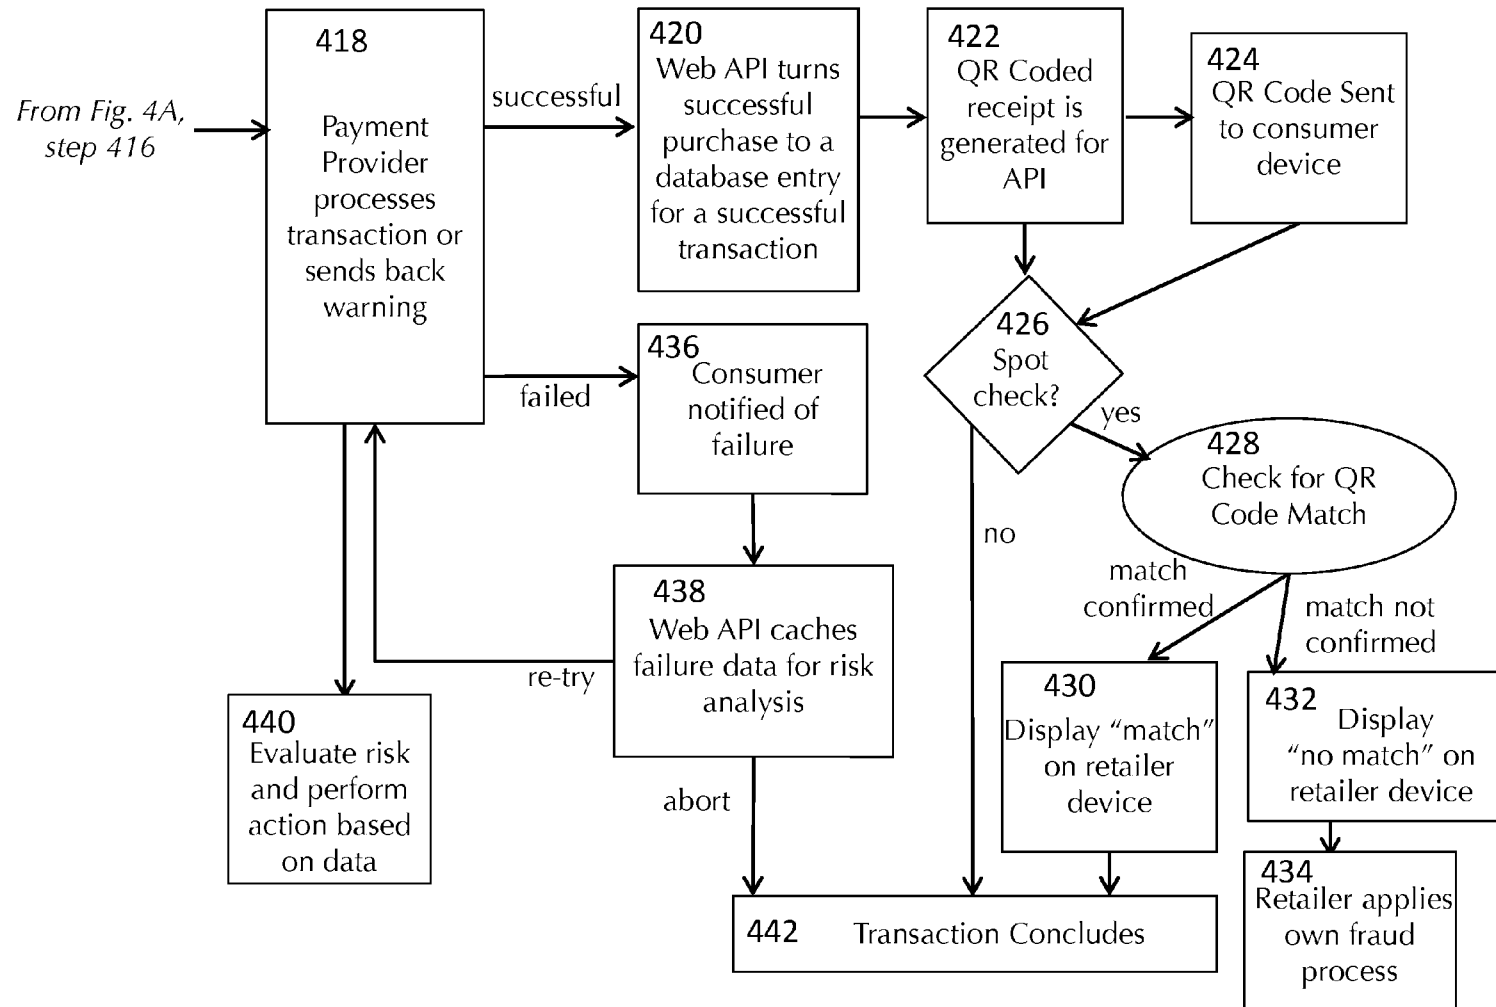 From Fig. 4A,
step 416
418
Payment
Provider
processes
transaction or
sends back
warning
successful
420
Web API turns
successful
purchase to a
database entry
for a successful
transaction
422
QR Coded
receipt is
generated for
API
424
QR Code Sent
to consumer
device
426
Spot
check?
yes
no
428
Check for QR
Code Match
match
confirmed
match not
confirmed
430
Display “match”
on retailer
device
432
Display
“no match” on
retailer device
434
Retailer applies
own fraud
process
failed
436
Consumer
notified of
failure
438
Web API caches
failure data for risk
analysis
re-try
abort
440
Evaluate risk
and perform
action based
on data
442 Transaction Concludes